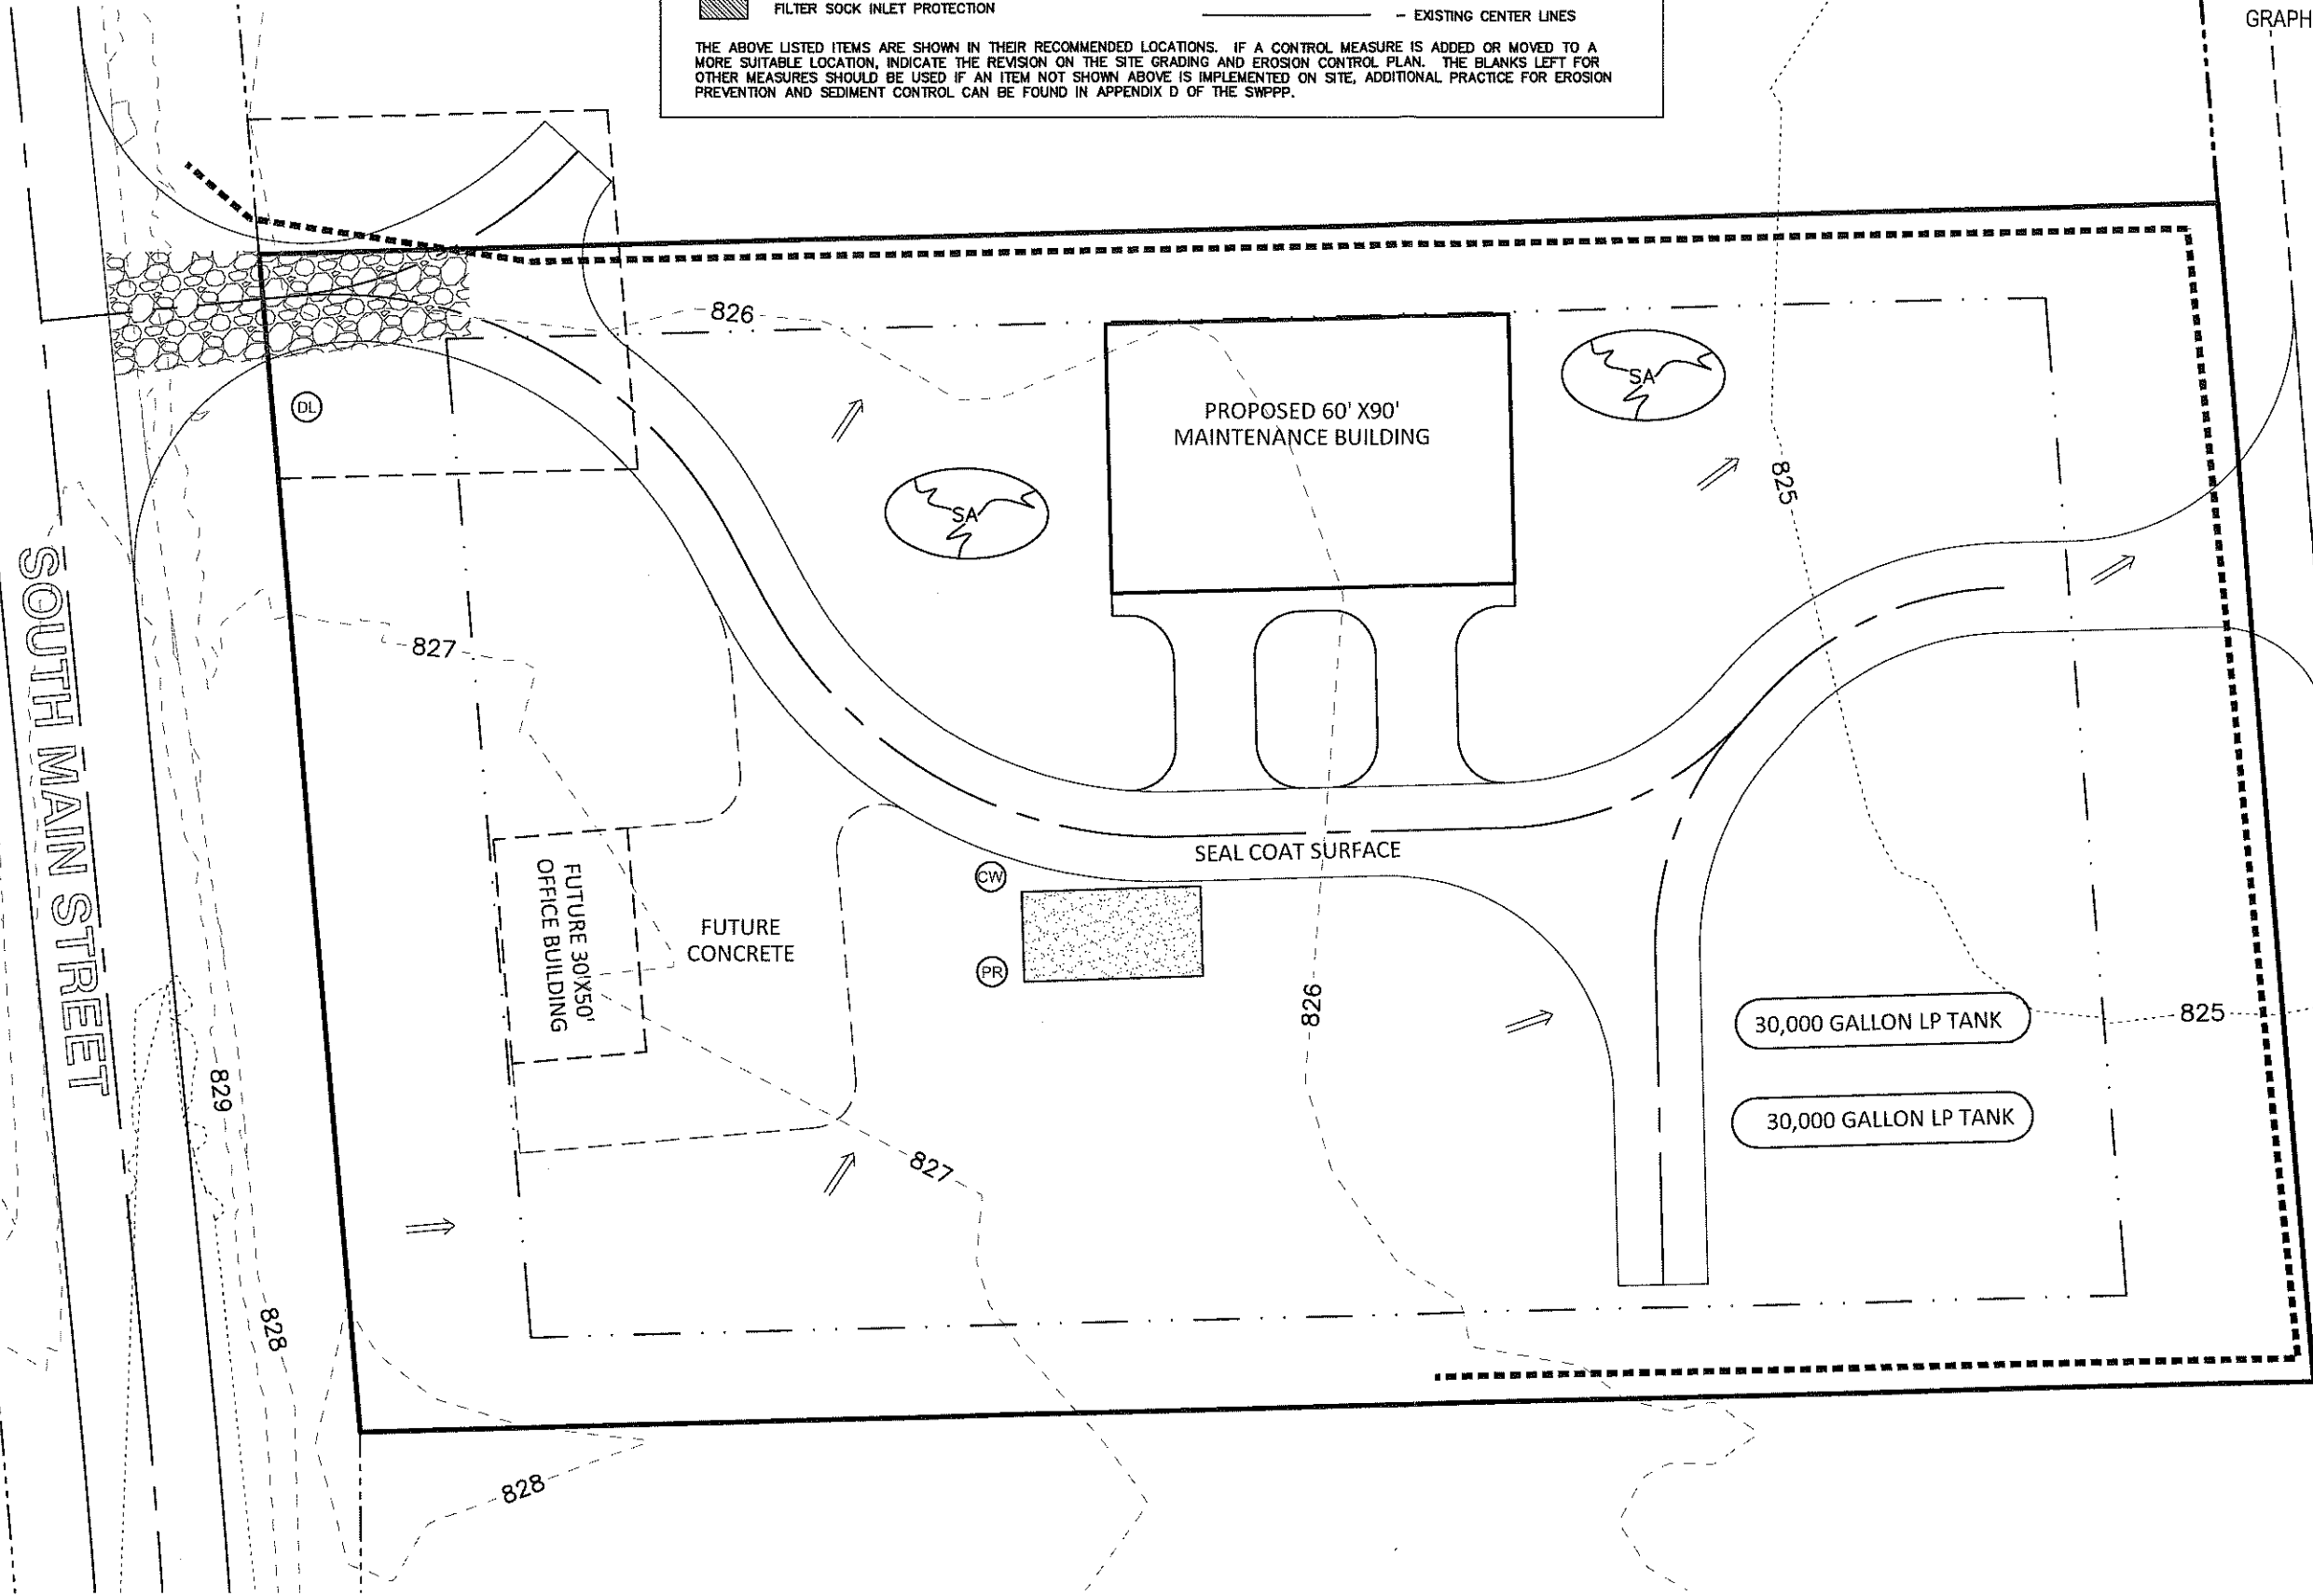 FILTER SOCK INLET PROTECTION
- EXISTING CENTER LINES
GRAPH
THE ABOVE LISTED ITEMS ARE SHOWN IN THEIR RECOMMENDED LOCATIONS. IF A CONTROL MEASURE IS ADDED OR MOVED TO A
MORE SUITABLE LOCATION, INDICATE THE REVISION ON THE SITE GRADING AND EROSION CONTROL PLAN. THE BLANKS LEFT FOR
OTHER MEASURES SHOULD BE USED IF AN ITEM NOT SHOWN ABOVE IS IMPLEMENTED ON SITE, ADDITIONAL PRACTICE FOR EROSION
PREVENTION AND SEDIMENT CONTROL CAN BE FOUND IN APPENDIX D OF THE SWPPP.
826
SA
DL
PROPOSED 60' X90'
MAINTENANCE BUILDING
825
SA
SOUTH MAIN STREET
827
SEAL COAT SURFACE
CW
FUTURE 30'X50'
OFFICE BUILDING
FUTURE
CONCRETE
PR
826
30,000 GALLON LP TANK
825
829
30,000 GALLON LP TANK
827
828
828